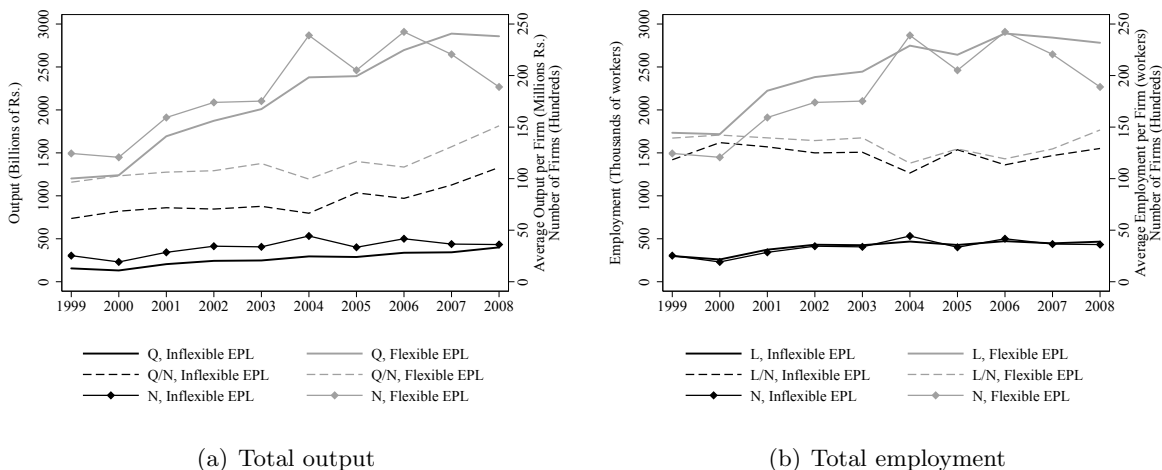 Output (Billions of Rs.)
0 500 1000 1500 2000 2500 3000
0 50 100 150 200 250
Average Output per Firm (Millions Rs.)
Number of Firms (Hundreds)
1999 2000 2001 2002 2003 2004 2005 2006 2007 2008
Q, Inflexible EPL Q, Flexible EPL
Q/N, Inflexible EPL Q/N, Flexible EPL
N, Inflexible EPL N, Flexible EPL
(a) Total output
Employment (Thousands of workers)
0 500 1000 1500 2000 2500 3000
0 50 100 150 200 250
Average Employment per Firm (workers)
Number of Firms (Hundreds)
1999 2000 2001 2002 2003 2004 2005 2006 2007 2008
L, Inflexible EPL L, Flexible EPL
L/N, Inflexible EPL L/N, Flexible EPL
N, Inflexible EPL N, Flexible EPL
(b) Total employment